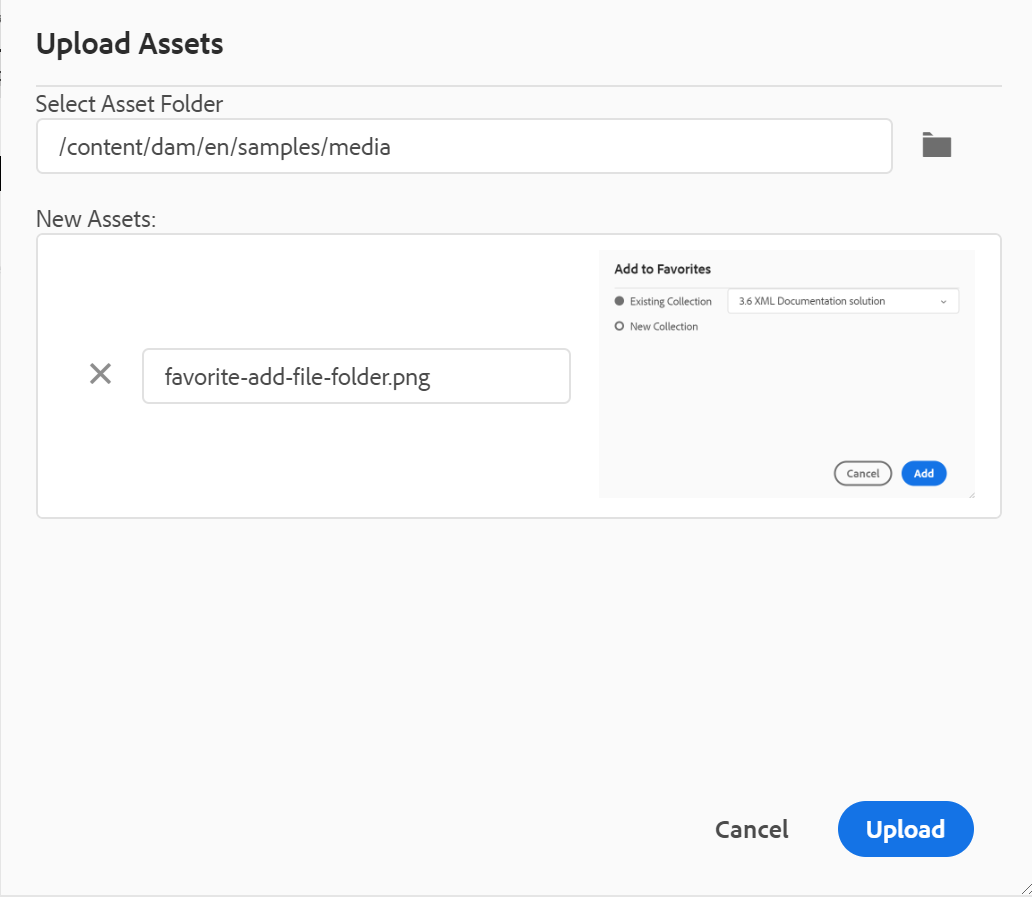 Upload Assets
Select Asset Folder
/content/dam/en/samples/media
New Assets:
favorite-add-file-folder.png
Add to Favorites
Existing Collection 3.6 XML Documentation solution
New Collection
Cancel Add
Cancel Upload